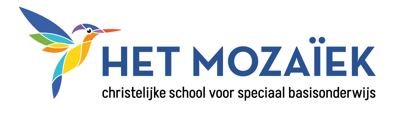 HET MOZAÏEK
christelijke school voor speciaal basisonderwijs